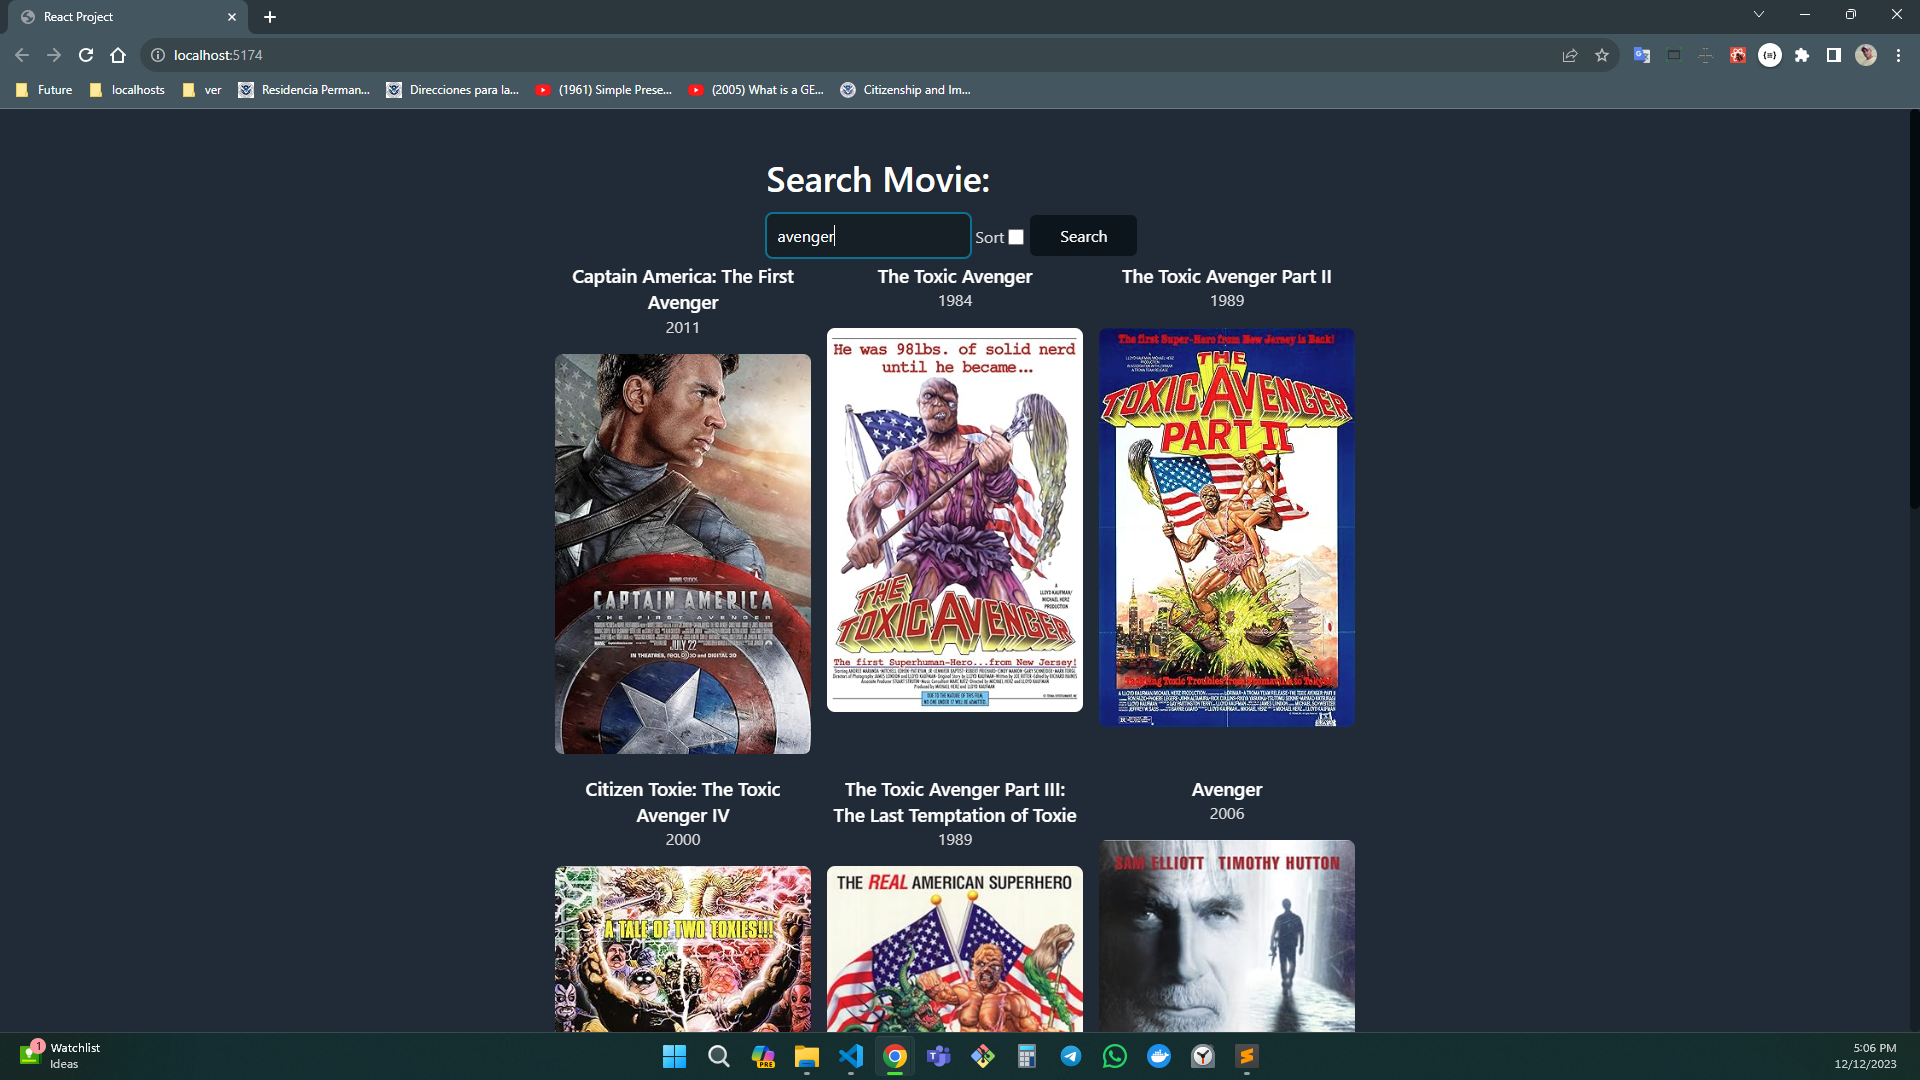 React Project
localhost:5174
Future
localhosts
ver
Residencia Perman...
Direcciones para la...
(1961) Simple Prese...
(2005) What is a GE...
Citizenship and Im...
Search Movie:
avenger
Sort
Search
Captain America: The First
Avenger
2011
The Toxic Avenger
1984
The Toxic Avenger Part II
1989
CAPTAIN AMERICA
THE FIRST AVENGER
JULY 22
IN THEATRES, REAL D 3D AND DIGITAL 3D
He was 98lbs. of solid nerd
until he became...
A
LLOYD KAUFMAN/
MICHAEL HERZ
PRODUCTION
THE
TOXIC AVENGER
The first Superhuman-Hero...from New Jersey!
The first Super-Hero from New Jersey is Back!
THE
TOXIC AVENGER
PART II
Citizen Toxie: The Toxic
Avenger IV
2000
The Toxic Avenger Part III:
The Last Temptation of Toxie
1989
Avenger
2006
A TALE OF TWO TOXIES!!!
THE REAL AMERICAN SUPERHERO
SAM ELLIOTT TIMOTHY HUTTON
1
Watchlist
Ideas
PRE
5:06 PM
12/12/2023